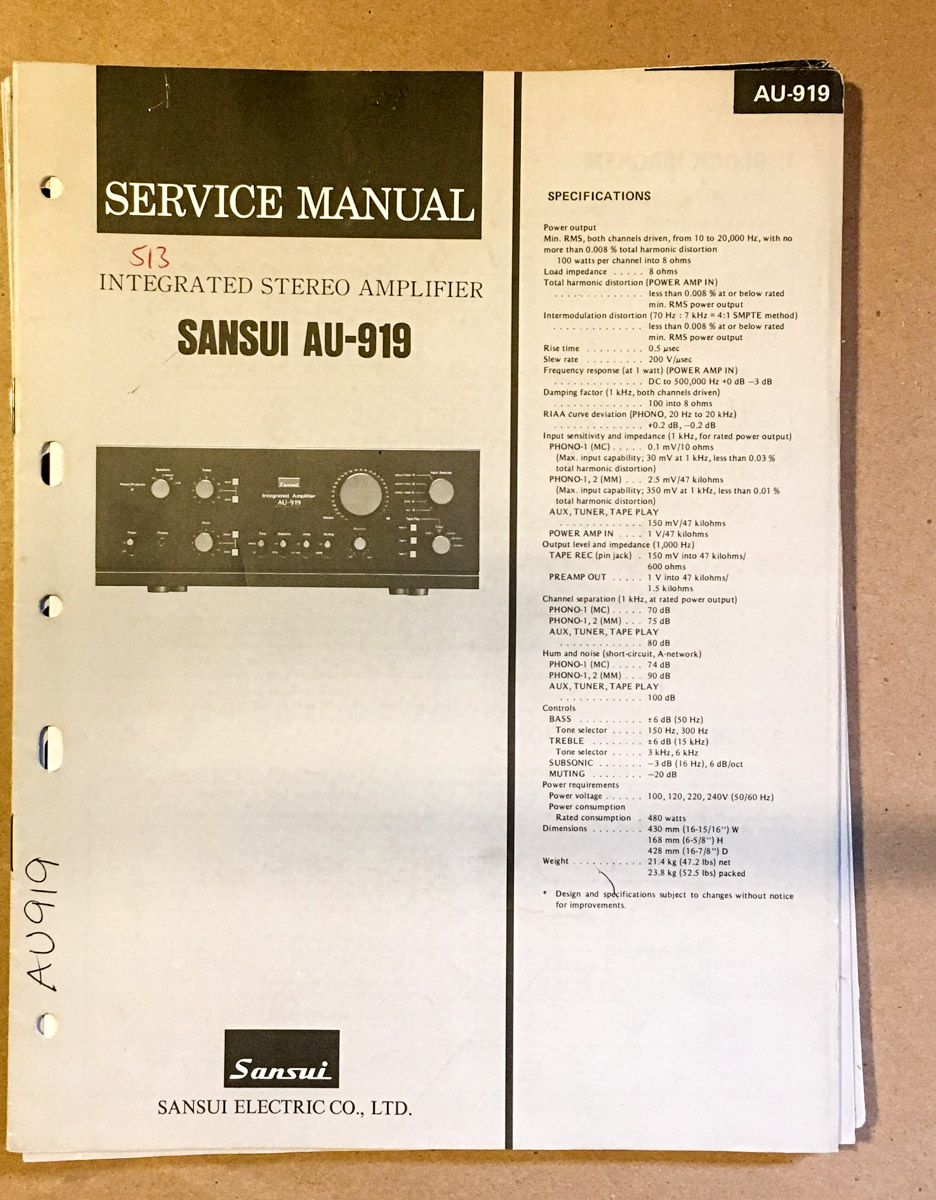 AU-919
SERVICE MANUAL
513
INTEGRATED STEREO AMPLIFIER
SANSUI AU-919
Sansui
Integrated Amplifier
AU-919
AU919
Sansui
SANSUI ELECTRIC CO., LTD.
SPECIFICATIONS
Power output
Min. RMS, both channels driven, from 10 to 20,000 Hz, with no
more than 0.008 % total harmonic distortion
100 watts per channel into 8 ohms
Load impedance . . . . . 8 ohms
Total harmonic distortion (POWER AMP IN)
. . . . . . . . . . . . . . less than 0.008 % at or below rated
min. RMS power output
Intermodulation distortion (70 Hz : 7 kHz = 4:1 SMPTE method)
. . . . . . . . . . . . . . less than 0.008 % at or below rated
min. RMS power output
Rise time . . . . . . . . . 0.5 µsec
Slew rate . . . . . . . . . 200 V/µsec
Frequency response (at 1 watt) (POWER AMP IN)
. . . . . . . . . . . . . . DC to 500,000 Hz +0 dB −3 dB
Damping factor (1 kHz, both channels driven)
. . . . . . . . . . . . . . 100 into 8 ohms
RIAA curve deviation (PHONO, 20 Hz to 20 kHz)
. . . . . . . . . . . . . . +0.2 dB, −0.2 dB
Input sensitivity and impedance (1 kHz, for rated power output)
PHONO-1 (MC) . . . . . 0.1 mV/10 ohms
(Max. input capability; 30 mV at 1 kHz, less than 0.03 %
total harmonic distortion)
PHONO-1, 2 (MM) . . . 2.5 mV/47 kilohms
(Max. input capability; 350 mV at 1 kHz, less than 0.01 %
total harmonic distortion)
AUX, TUNER, TAPE PLAY
. . . . . . . . . . . . . 150 mV/47 kilohms
POWER AMP IN . . . . 1 V/47 kilohms
Output level and impedance (1,000 Hz)
TAPE REC (pin jack) . 150 mV into 47 kilohms/
600 ohms
PREAMP OUT . . . . . 1 V into 47 kilohms/
1.5 kilohms
Channel separation (1 kHz, at rated power output)
PHONO-1 (MC) . . . . . 70 dB
PHONO-1, 2 (MM) . . . 75 dB
AUX, TUNER, TAPE PLAY
. . . . . . . . . . . . . 80 dB
Hum and noise (short-circuit, A-network)
PHONO-1 (MC) . . . . . 74 dB
PHONO-1, 2 (MM) . . . 90 dB
AUX, TUNER, TAPE PLAY
. . . . . . . . . . . . . 100 dB
Controls
BASS . . . . . . . . . . ±6 dB (50 Hz)
Tone selector . . . . . 150 Hz, 300 Hz
TREBLE . . . . . . . . ±6 dB (15 kHz)
Tone selector . . . . . 3 kHz, 6 kHz
SUBSONIC . . . . . . . −3 dB (16 Hz), 6 dB/oct
MUTING . . . . . . . . −20 dB
Power requirements
Power voltage . . . . . . 100, 120, 220, 240V (50/60 Hz)
Power consumption
Rated consumption . 480 watts
Dimensions . . . . . . . . 430 mm (16-15/16") W
168 mm (6-5/8") H
428 mm (16-7/8") D
Weight . . . . . . . . . . . 21.4 kg (47.2 lbs) net
23.8 kg (52.5 lbs) packed
* Design and specifications subject to changes without notice
for improvements.